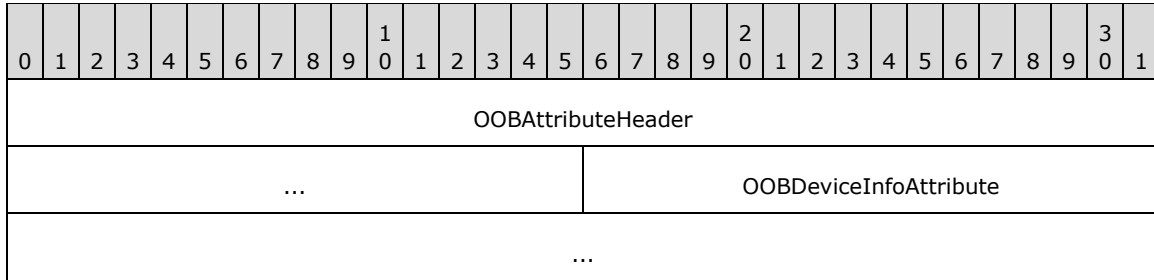 0 1 2 3 4 5 6 7 8 9 1 0 1 2 3 4 5 6 7 8 9 2 0 1 2 3 4 5 6 7 8 9 3 0 1
OOBAttributeHeader
... OOBDeviceInfoAttribute
...